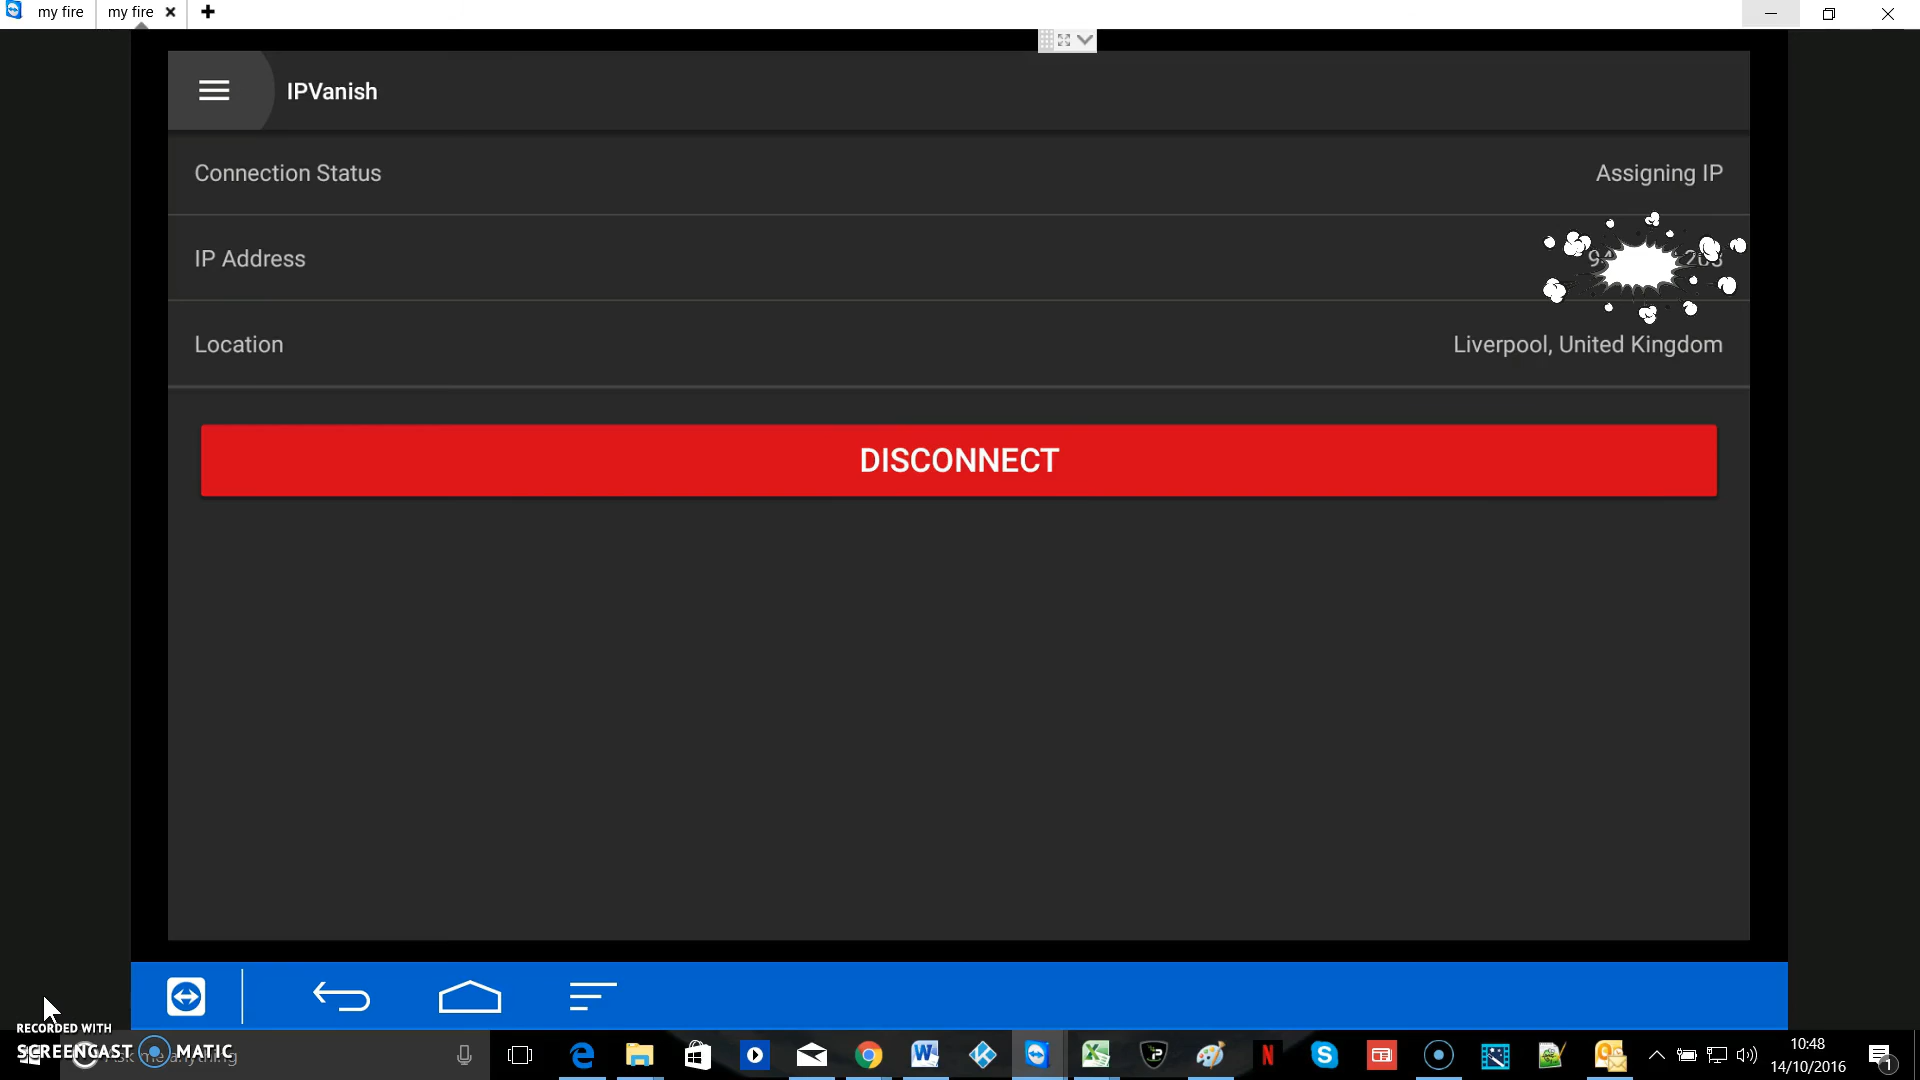 my fire
my fire
IPVanish
Connection Status
Assigning IP
IP Address
Location
Liverpool, United Kingdom
DISCONNECT
RECORDED WITH
SCREENCAST MATIC
10:48
14/10/2016
1